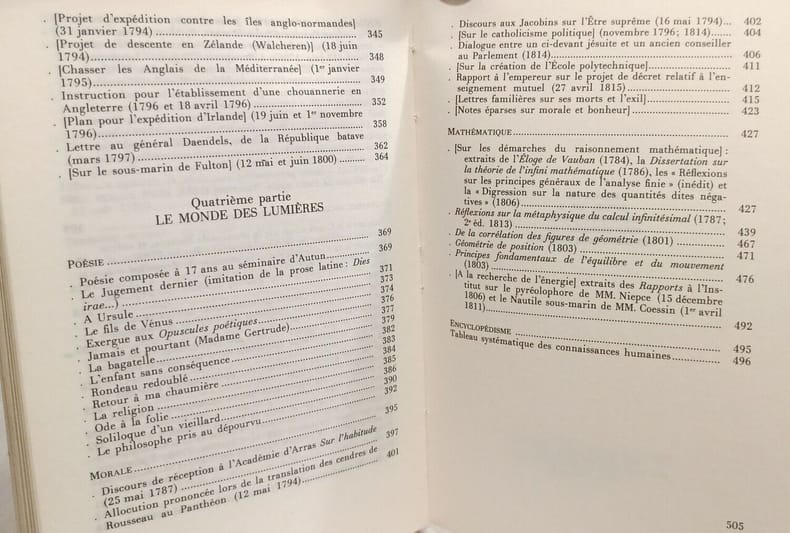 . [Projet d'expédition contre les îles anglo-normandes]
(31 janvier 1794) 345
. [Projet de descente en Zélande (Walcheren)] (18 juin
1794) 348
. [Chasser les Anglais de la Méditerranée] (1er janvier
1795) 349
. Instruction pour l'établissement d'une chouannerie en
Angleterre (1796 et 18 avril 1796) 352
. [Plan pour l'expédition d'Irlande] (19 juin et 1er novembre
1796) 358
. Lettre au général Daendels, de la République batave
(mars 1797) 362
. [Sur le sous-marin de Fulton] (12 mai et juin 1800) 364
Quatrième partie
LE MONDE DES LUMIÈRES
POÉSIE 369
. Poésie composée à 17 ans au séminaire d'Autun 369
. Le Jugement dernier (imitation de la prose latine : Dies
irae...) 371
. A Ursule 373
. Le fils de Vénus 374
. Exergue aux Opuscules poétiques 376
. Jamais et pourtant (Madame Gertrude) 377
. La bagatelle 379
. L'enfant sans conséquence 382
. Rondeau redoublé 383
. Retour à ma chaumière 384
. La religion 385
. Ode à la folie 386
. Soliloque d'un vieillard 390
. Le philosophe pris au dépourvu 392
MORALE 395
. Discours de réception à l'Académie d'Arras Sur l'habitude
(25 mai 1787) 397
. Allocution prononcée lors de la translation des cendres de
Rousseau au Panthéon (12 mai 1794) 401
. Discours aux Jacobins sur l'Être suprême (16 mai 1794) 402
. [Sur le catholicisme politique] (novembre 1796 ; 1814) 404
. Dialogue entre un ci-devant jésuite et un ancien conseiller
au Parlement (1814) 406
. [Sur la création de l'École polytechnique] 411
. Rapport à l'empereur sur le projet de décret relatif à l'en-
seignement mutuel (27 avril 1815) 412
. [Lettres familières sur ses morts et l'exil] 415
. [Notes éparses sur morale et bonheur] 423
MATHÉMATIQUE 427
. [Sur les démarches du raisonnement mathématique] :
extraits de l'Éloge de Vauban (1784), la Dissertation sur
la théorie de l'infini mathématique (1786), les « Réflexions
sur les principes généraux de l'analyse finie » (inédit) et
la « Digression sur la nature des quantités dites néga-
tives » (1806) 427
. Réflexions sur la métaphysique du calcul infinitésimal (1787 ;
2e éd. 1813) 439
. De la corrélation des figures de géométrie (1801) 467
. Géométrie de position (1803) 471
. Principes fondamentaux de l'équilibre et du mouvement
(1803) 476
. [A la recherche de l'énergie] extraits des Rapports à l'Ins-
titut sur le pyréolophore de MM. Niepce (15 décembre
1806) et le Nautile sous-marin de MM. Coessin (1er avril
1811) 492
ENCYCLOPÉDISME 495
. Tableau systématique des connaissances humaines 496
505